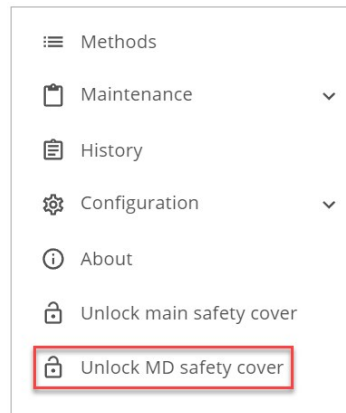 Methods
Maintenance
History
Configuration
About
Unlock main safety cover
Unlock MD safety cover